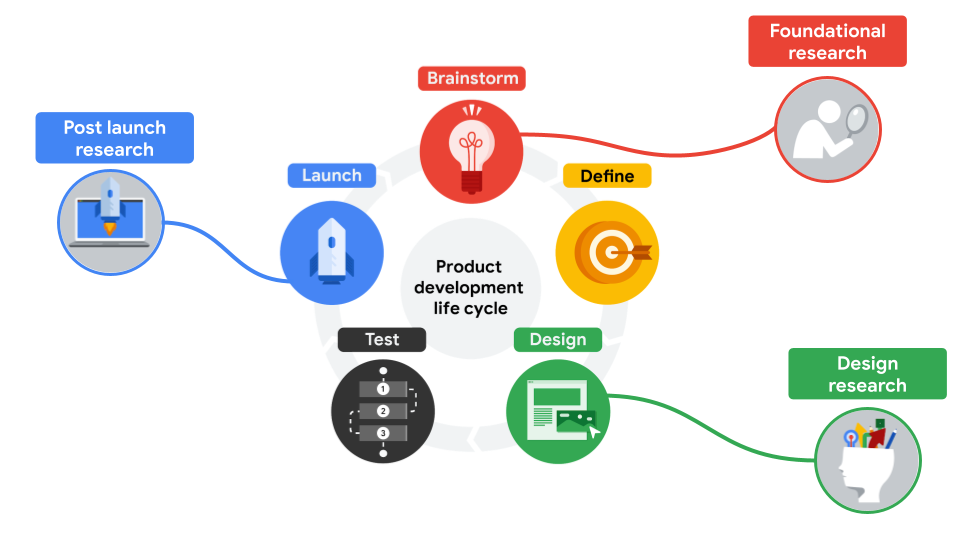 Foundational
research
Brainstorm
Post launch
research
Launch
Define
Product
development
life cycle
Test
1
2
3
Design
Design
research